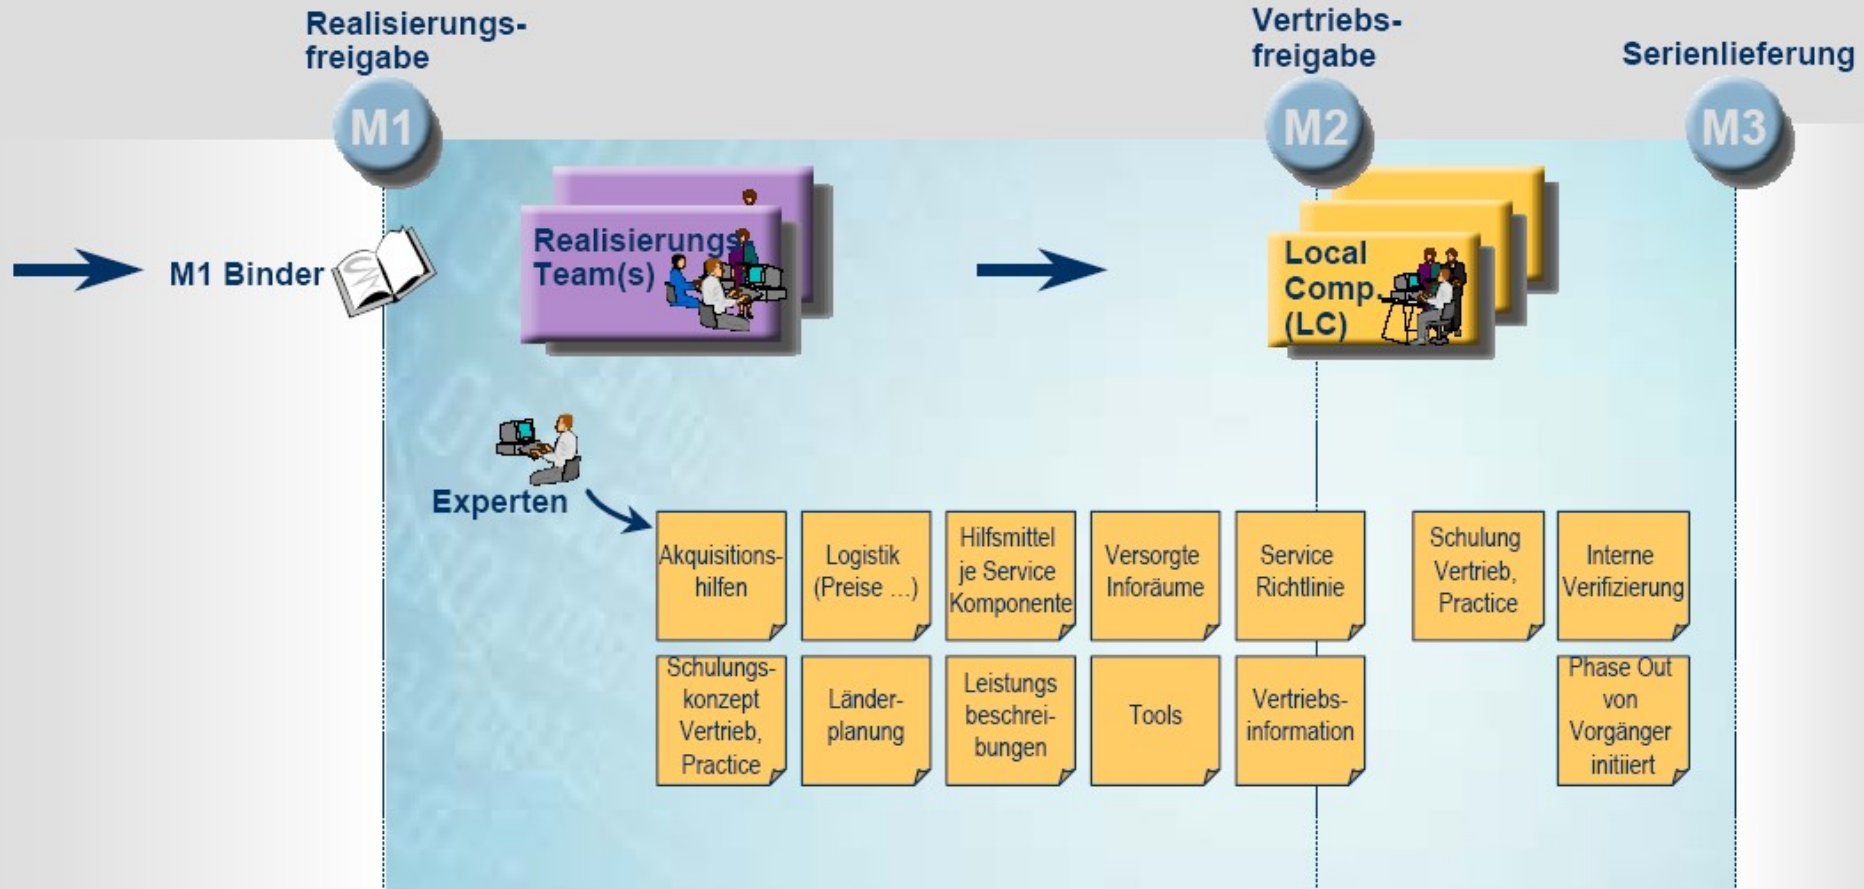 Realisierungs-
freigabe
Vertriebs-
freigabe
Serienlieferung
M1
M2
M3
M1 Binder
Realisierungs
Team(s)
Local
Comp.
(LC)
Experten
Akquisitions-
hilfen
Logistik
(Preise ...)
Hilfsmittel
je Service
Komponente
Versorgte
Inforäume
Service
Richtlinie
Schulung
Vertrieb,
Practice
Interne
Verifizierung
Schulungs-
konzept
Vertrieb,
Practice
Länder-
planung
Leistungs
beschrei-
bungen
Tools
Vertriebs-
information
Phase Out
von
Vorgänger
initiiert